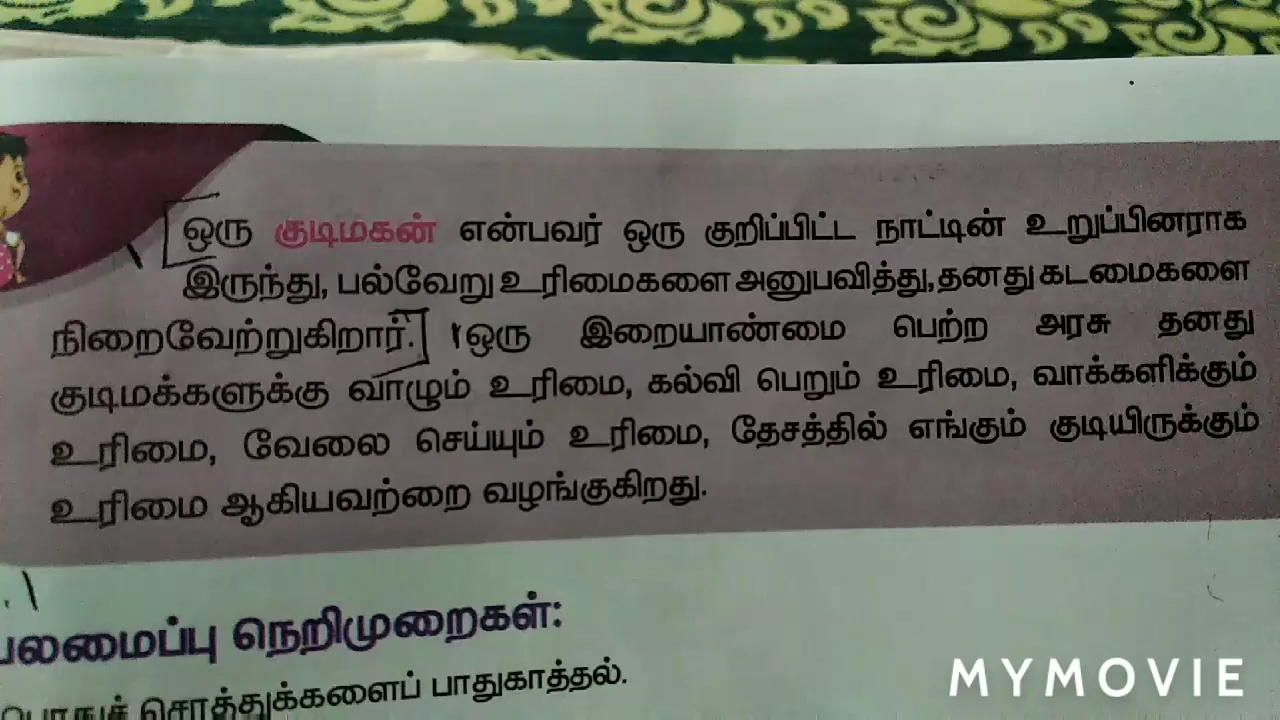 ஒரு குடிமகன் என்பவர் ஒரு குறிப்பிட்ட நாட்டின் உறுப்பினராக
இருந்து, பல்வேறு உரிமைகளை அனுபவித்து,தனது கடமைகளை
நிறைவேற்றுகிறார். ஒரு இறையாண்மை பெற்ற அரசு தனது
குடிமக்களுக்கு வாழும் உரிமை, கல்வி பெறும் உரிமை, வாக்களிக்கும்
உரிமை, வேலை செய்யும் உரிமை, தேசத்தில் எங்கும் குடியிருக்கும்
உரிமை ஆகியவற்றை வழங்குகிறது.
நெறிமுறைகள்:
சொத்துக்களைப் பாதுகாத்தல்.
MYMOVIE